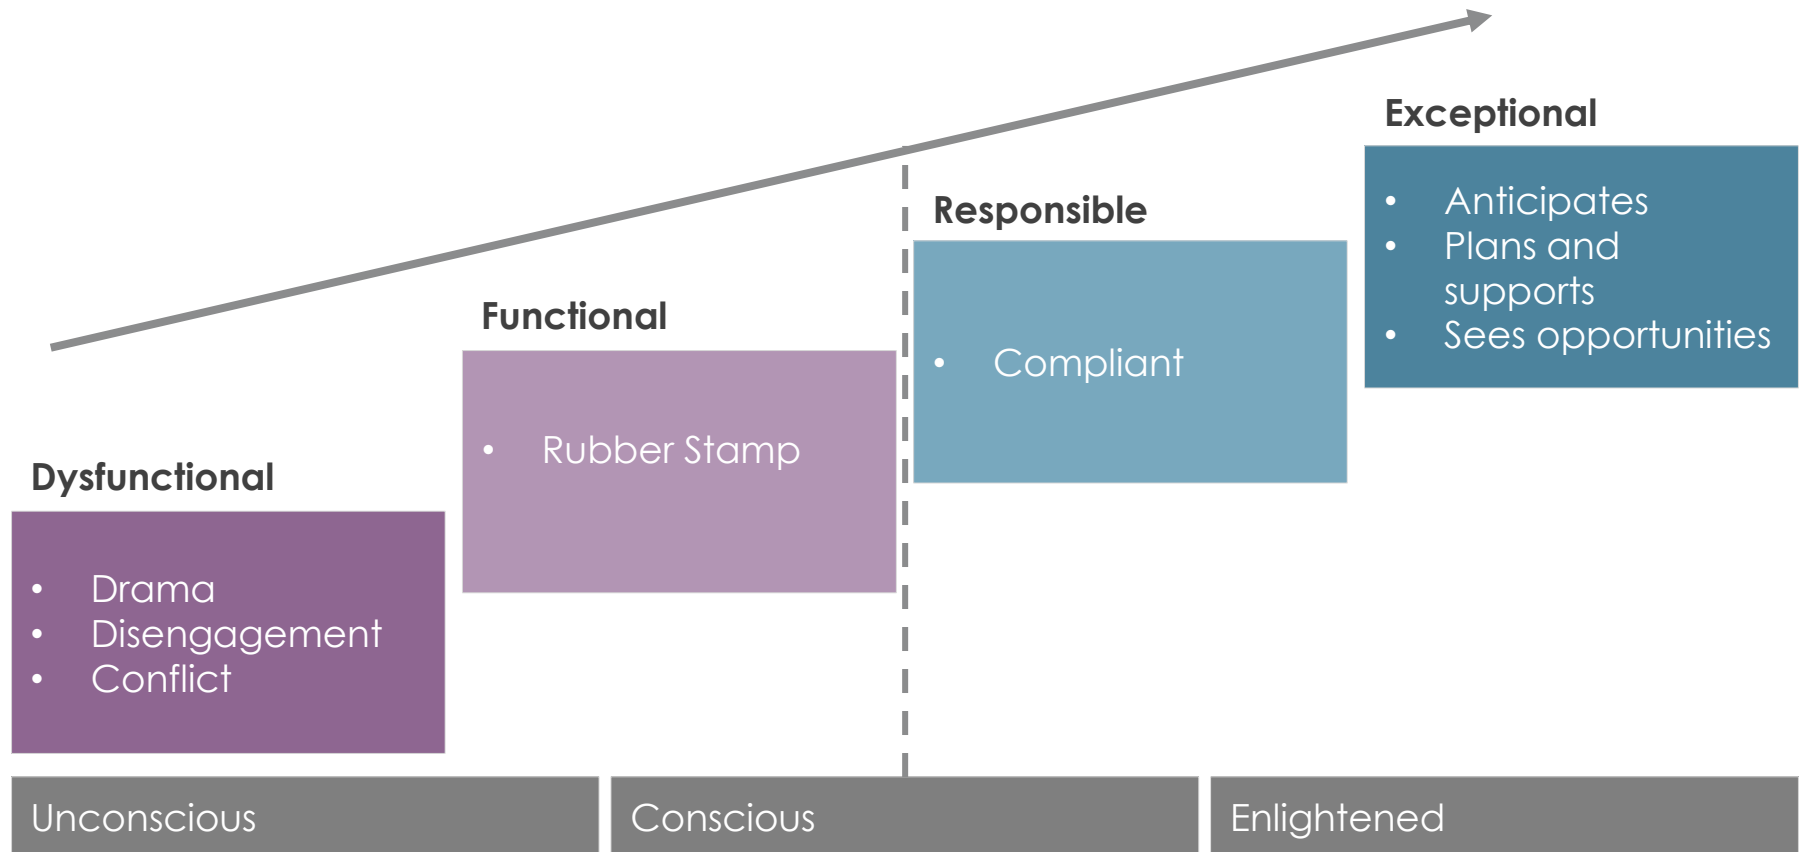 Exceptional
• Anticipates
• Plans and
supports
• Sees opportunities
Responsible
• Compliant
Functional
• Rubber Stamp
Dysfunctional
• Drama
• Disengagement
• Conflict
Unconscious
Conscious
Enlightened